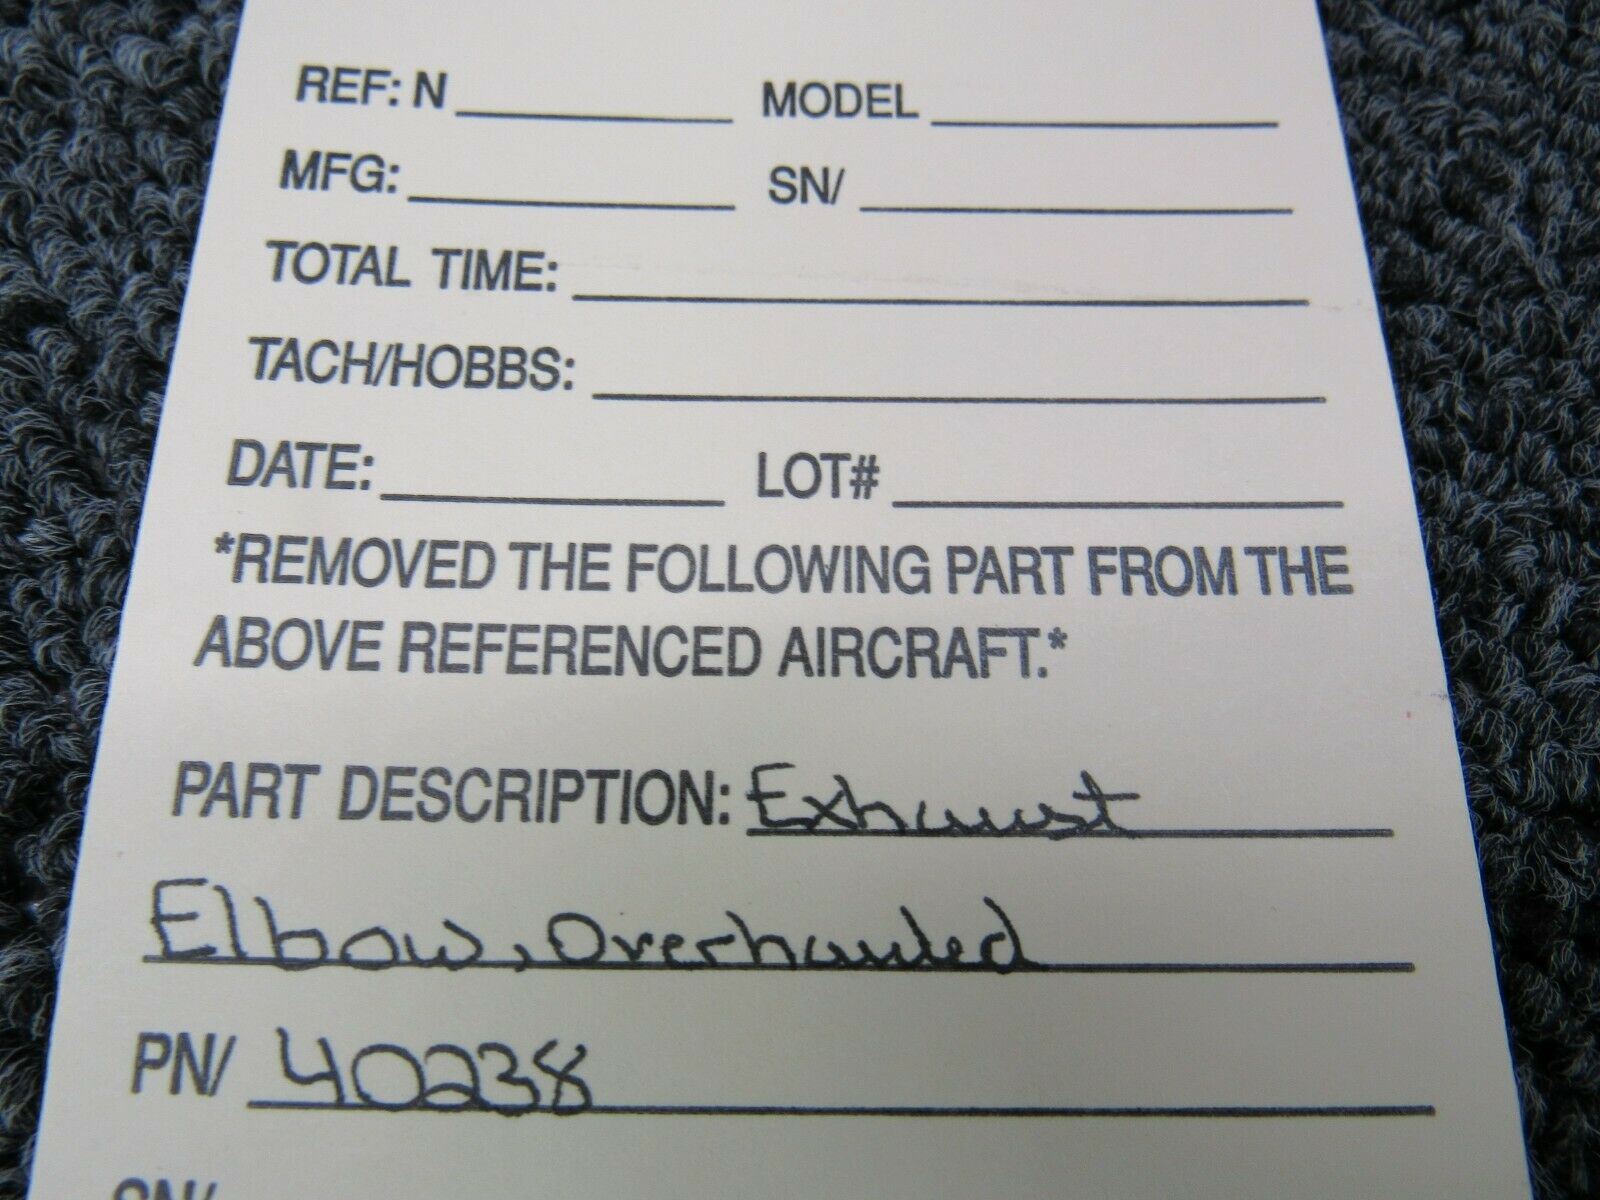 REF: N MODEL
MFG: SN/
TOTAL TIME:
TACH/HOBBS:
DATE: LOT#
*REMOVED THE FOLLOWING PART FROM THE
ABOVE REFERENCED AIRCRAFT.*
PART DESCRIPTION: Exhaust
Elbow, Overhauled
PN/ 40238
SN/